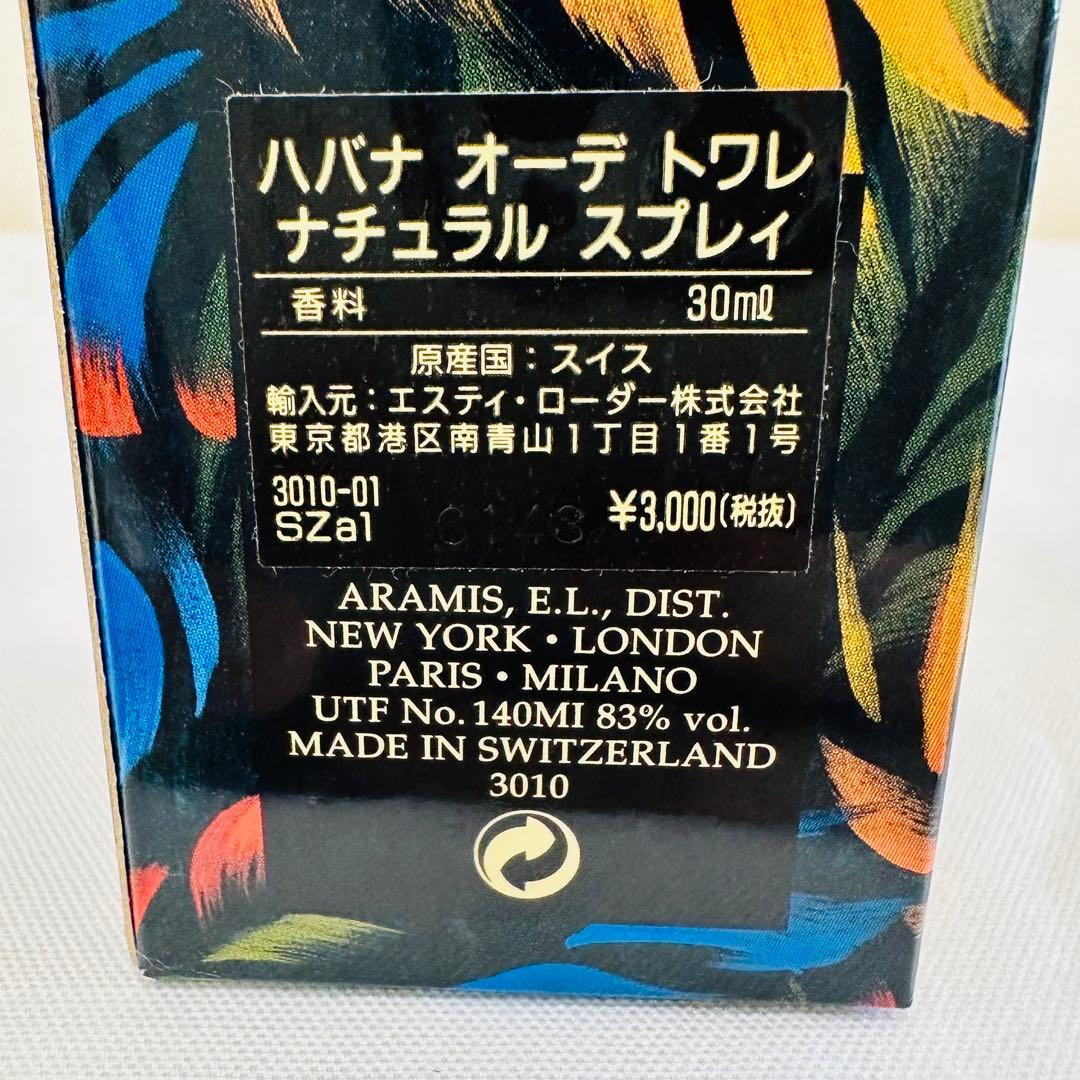 ハバナ オーデ トワレ
ナチュラル スプレィ
香料 30ml
原産国：スイス
輸入元：エスティ・ローダー株式会社
東京都港区南青山1丁目1番1号
3010-01
SZa1 6143 ¥3,000(税抜)
ARAMIS, E.L., DIST.
NEW YORK • LONDON
PARIS • MILANO
UTF No. 140MI 83% vol.
MADE IN SWITZERLAND
3010